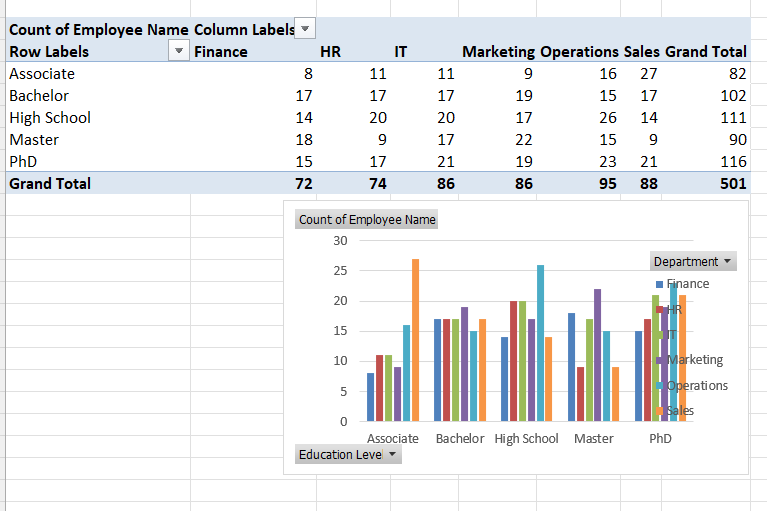 Count of Employee Name Column Labels
Row Labels Finance HR IT Marketing Operations Sales Grand Total
Associate 8 11 11 9 16 27 82
Bachelor 17 17 17 19 15 17 102
High School 14 20 20 17 26 14 111
Master 18 9 17 22 15 9 90
PhD 15 17 21 19 23 21 116
Grand Total 72 74 86 86 95 88 501
Count of Employee Name
30
25
20
15
10
5
0
Department
Finance
HR
IT
Marketing
Operations
Sales
Associate Bachelor High School Master PhD
Education Level